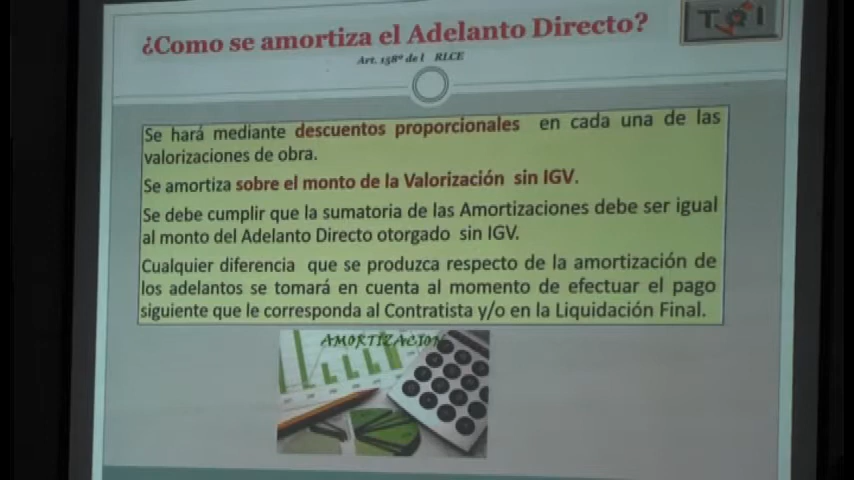 ¿Como se amortiza el Adelanto Directo?
Art. 158º de l RLCE
TRI
Se hará mediante descuentos proporcionales en cada una de las
valorizaciones de obra.
Se amortiza sobre el monto de la Valorización sin IGV.
Se debe cumplir que la sumatoria de las Amortizaciones debe ser igual
al monto del Adelanto Directo otorgado sin IGV.
Cualquier diferencia que se produzca respecto de la amortización de
los adelantos se tomará en cuenta al momento de efectuar el pago
siguiente que le corresponda al Contratista y/o en la Liquidación Final.
AMORTIZACION